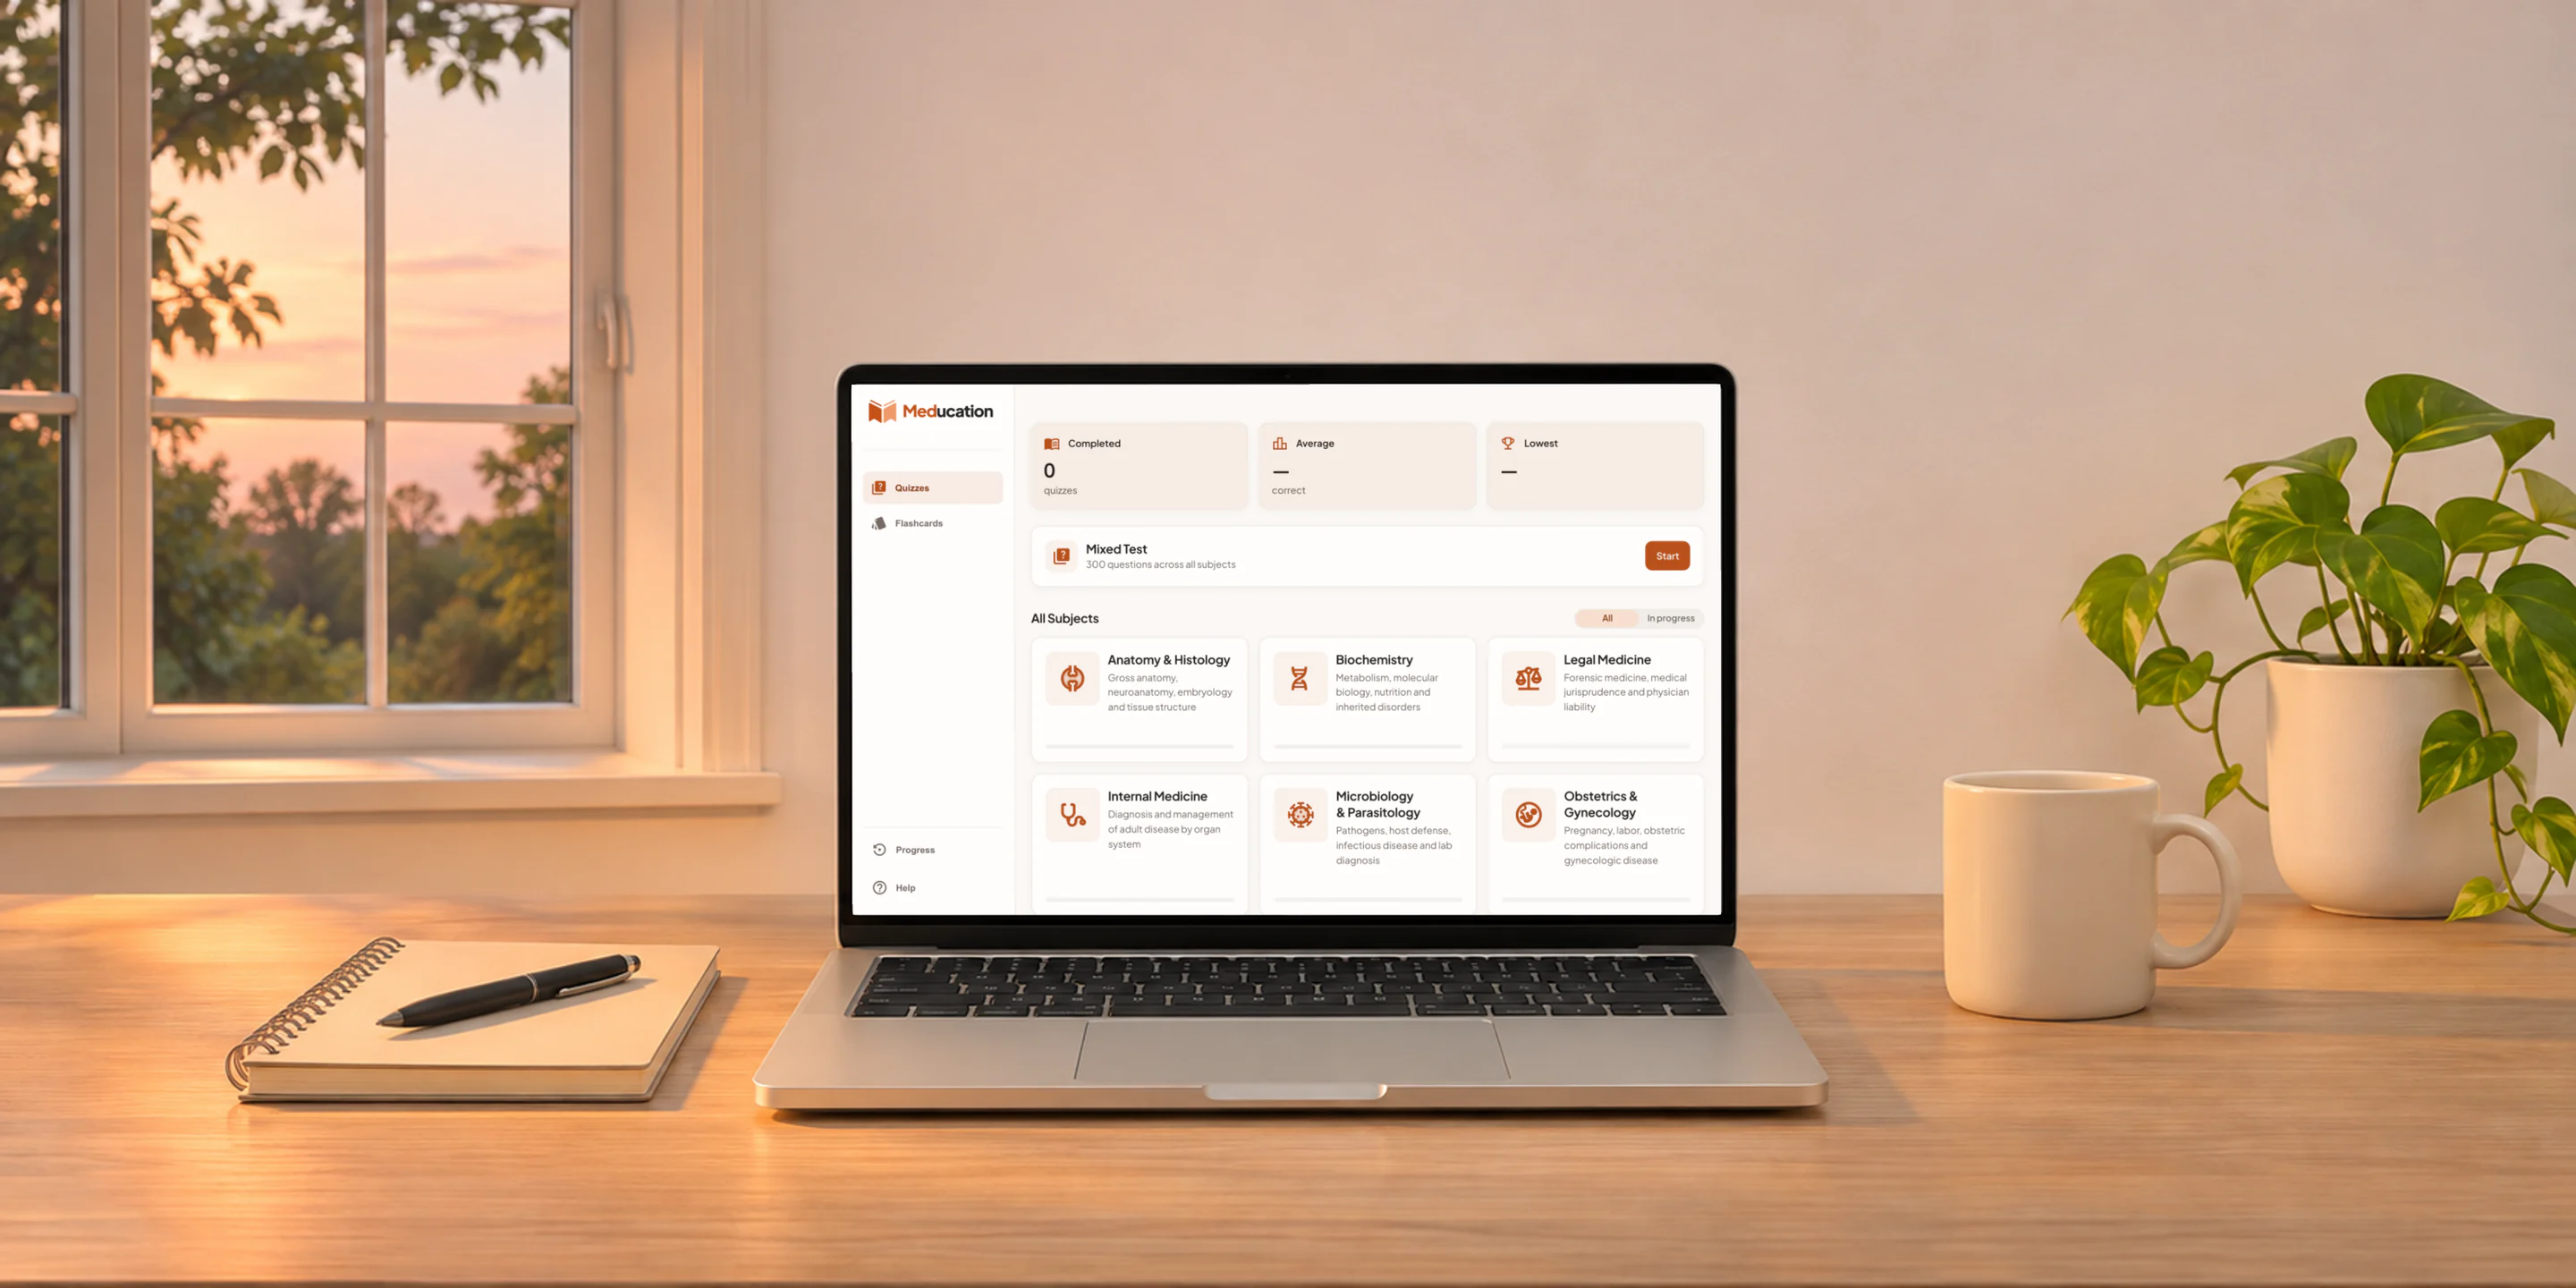 Meducation
Quizzes
Flashcards
Progress
Help
Completed
0
quizzes
Average
—
correct
Lowest
—
Mixed Test
300 questions across all subjects
Start
All Subjects
All
In progress
Anatomy & Histology
Gross anatomy,
neuroanatomy, embryology
and tissue structure
Biochemistry
Metabolism, molecular
biology, nutrition and
inherited disorders
Legal Medicine
Forensic medicine, medical
jurisprudence and physician
liability
Internal Medicine
Diagnosis and management
of adult disease by organ
system
Microbiology
& Parasitology
Pathogens, host defense,
infectious disease and lab
diagnosis
Obstetrics &
Gynecology
Pregnancy, labor, obstetric
complications and
gynecologic disease